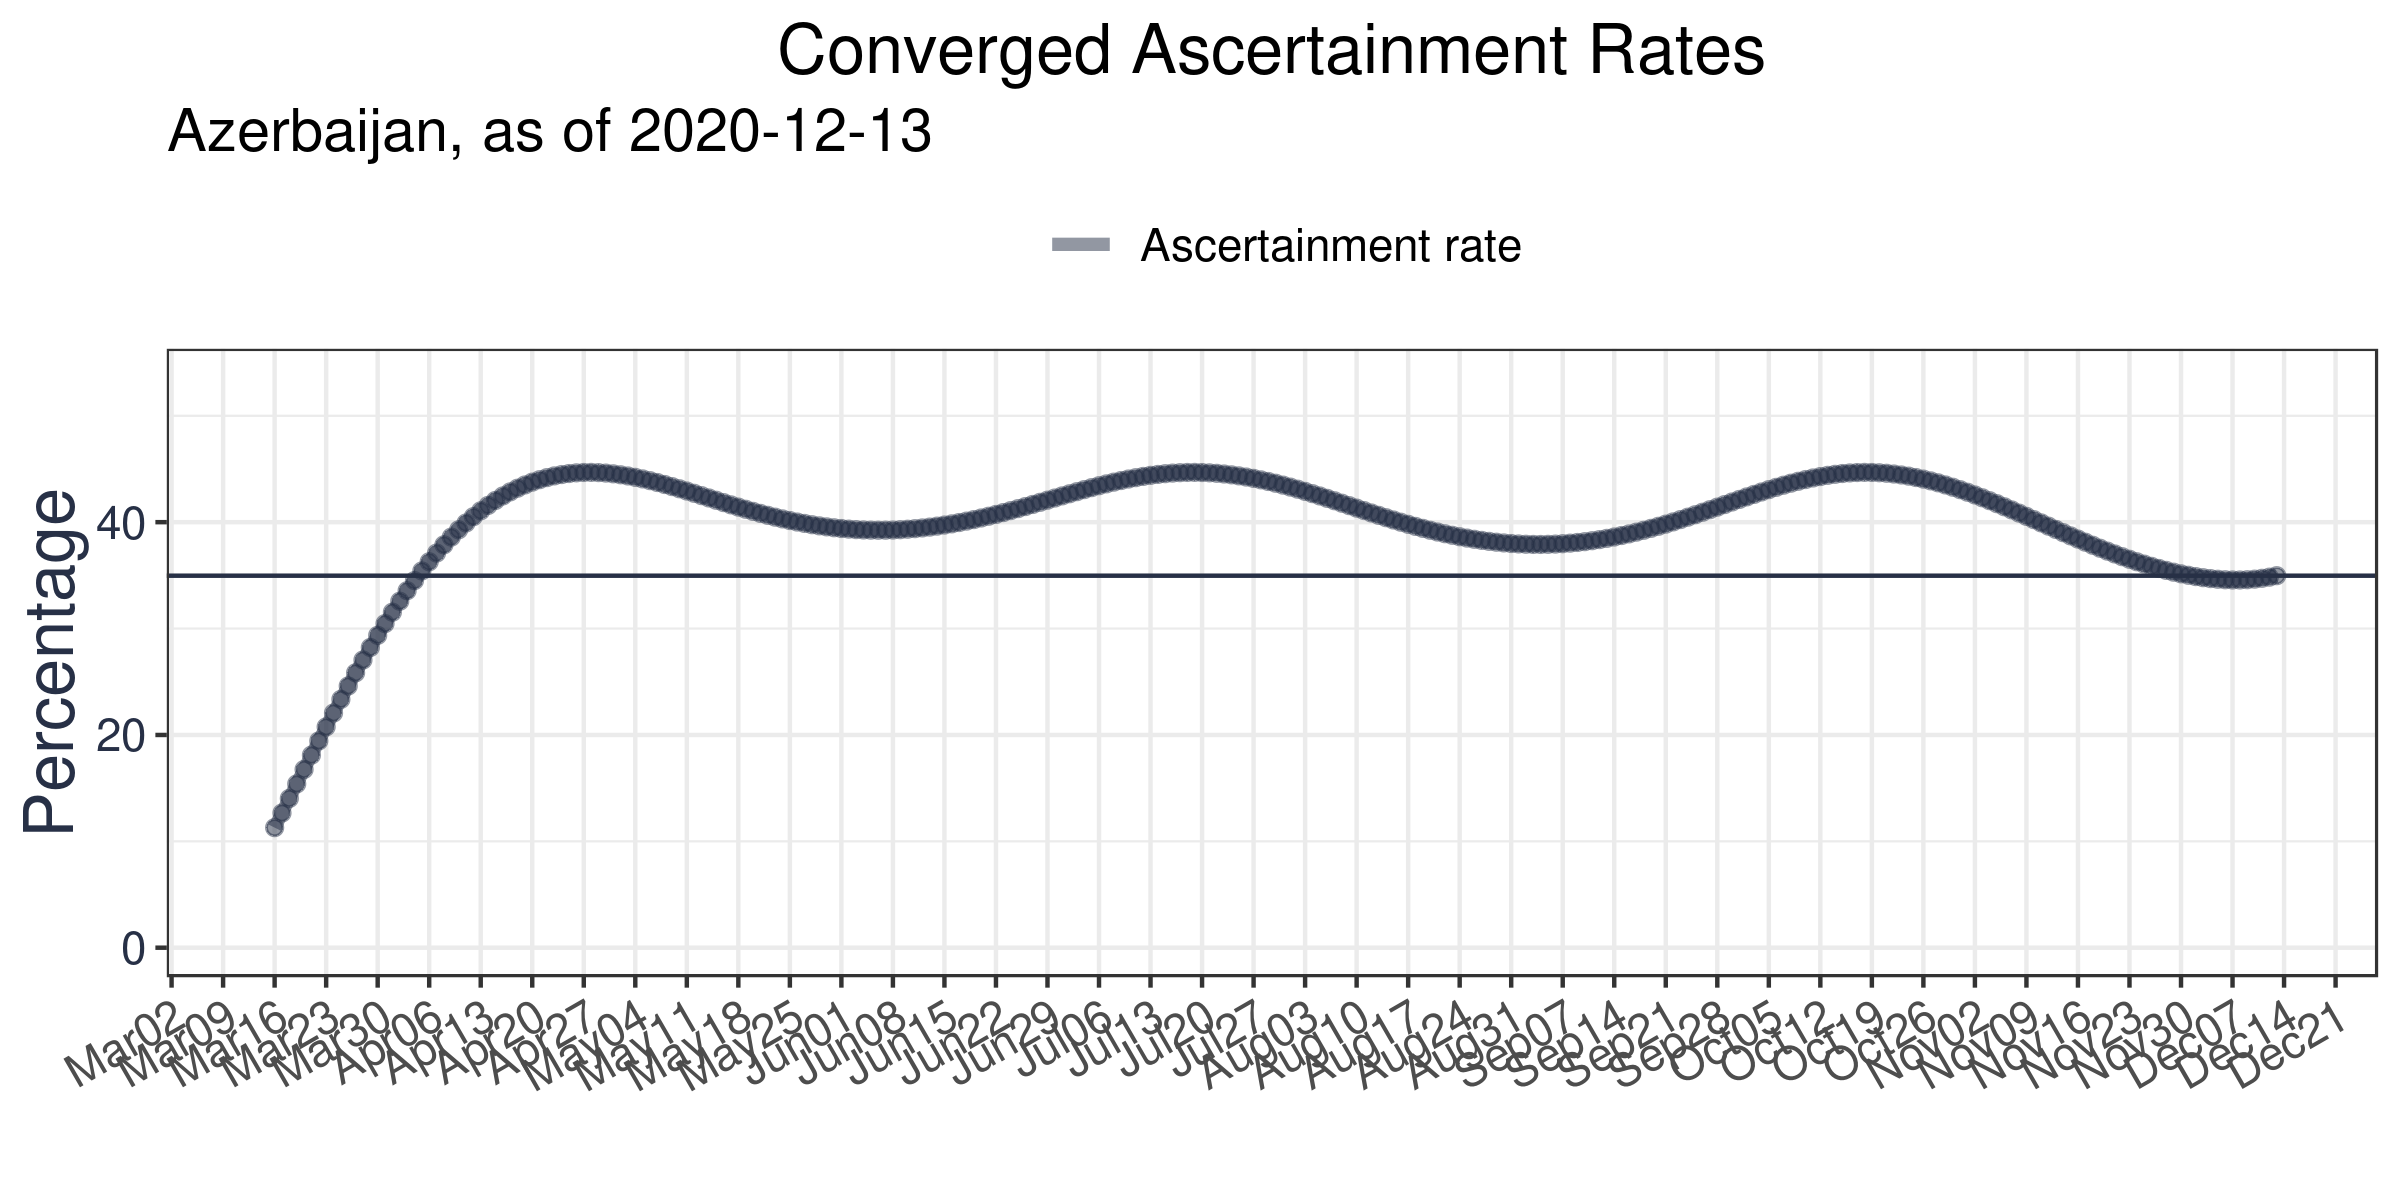 Converged Ascertainment Rates
Azerbaijan, as of 2020-12-13
Ascertainment rate
Percentage
40
20
0
Mar02
Mar09
Mar16
Mar23
Mar30
Apr06
Apr13
Apr20
Apr27
May04
May11
May18
May25
Jun01
Jun08
Jun15
Jun22
Jun29
Jul06
Jul13
Jul20
Jul27
Aug03
Aug10
Aug17
Aug24
Aug31
Sep07
Sep14
Sep21
Sep28
Oct05
Oct12
Oct19
Oct26
Nov02
Nov09
Nov16
Nov23
Nov30
Dec07
Dec14
Dec21